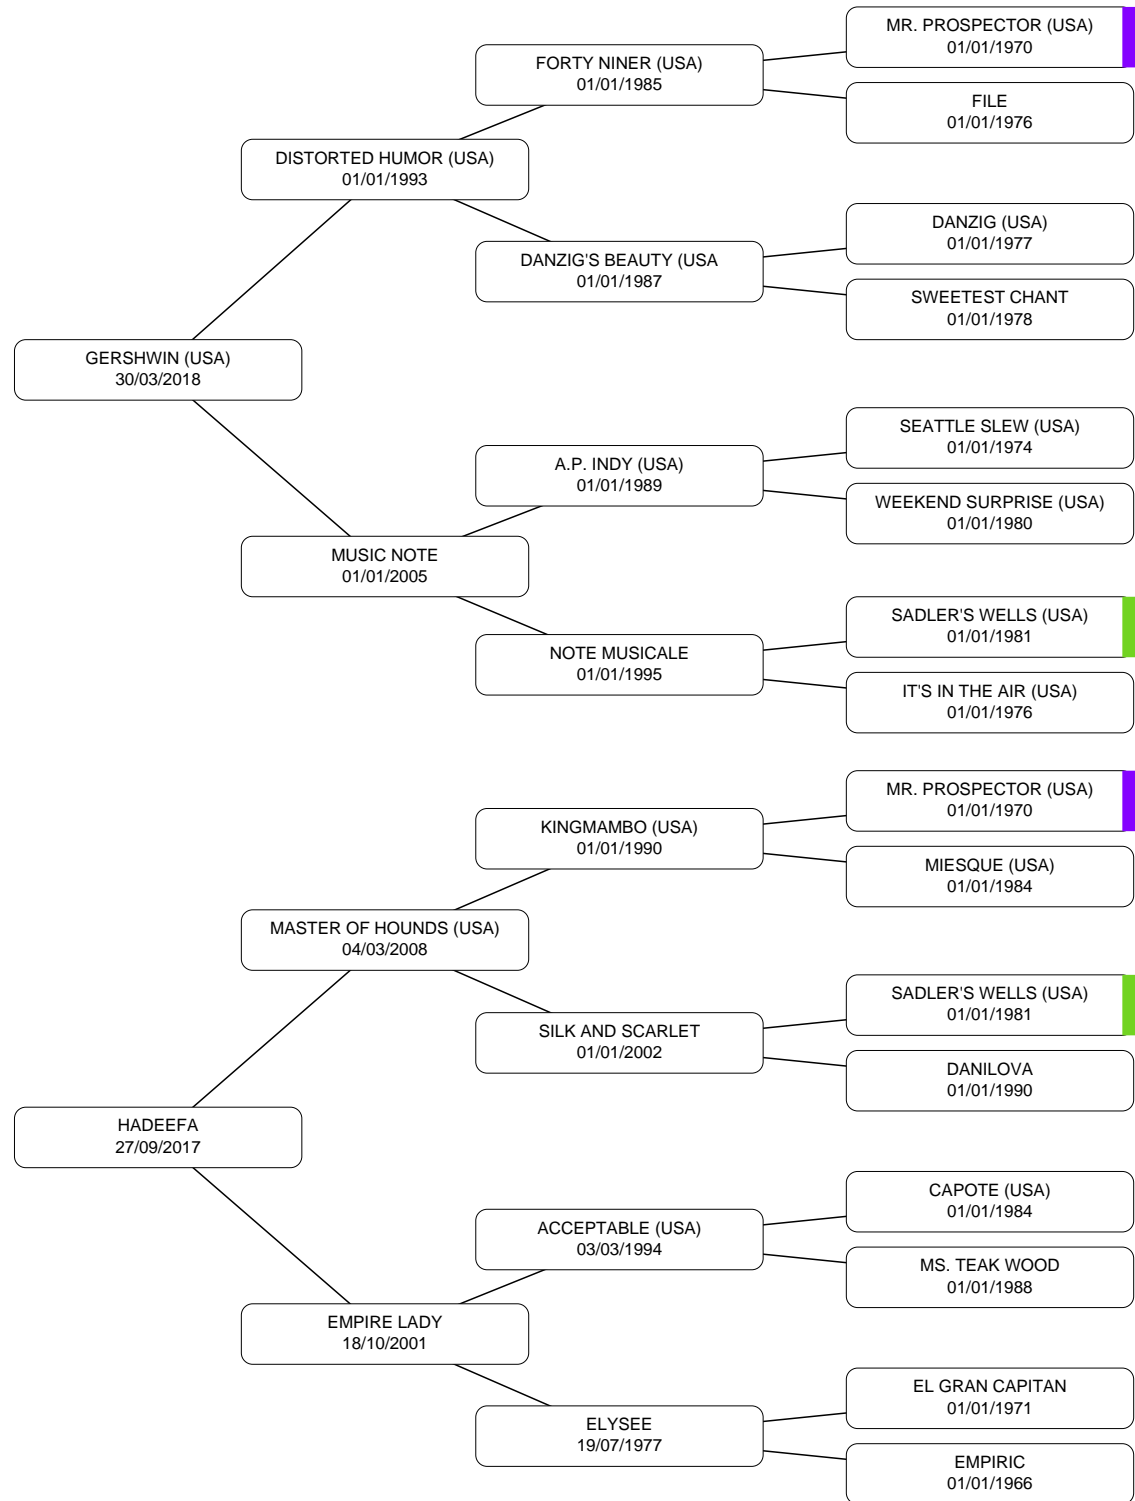 MR. PROSPECTOR (USA)
01/01/1970
FORTY NINER (USA)
01/01/1985
FILE
01/01/1976
DISTORTED HUMOR (USA)
01/01/1993
DANZIG (USA)
01/01/1977
DANZIG'S BEAUTY (USA
01/01/1987
SWEETEST CHANT
01/01/1978
GERSHWIN (USA)
30/03/2018
SEATTLE SLEW (USA)
01/01/1974
A.P. INDY (USA)
01/01/1989
WEEKEND SURPRISE (USA)
01/01/1980
MUSIC NOTE
01/01/2005
SADLER'S WELLS (USA)
01/01/1981
NOTE MUSICALE
01/01/1995
IT'S IN THE AIR (USA)
01/01/1976
MR. PROSPECTOR (USA)
01/01/1970
KINGMAMBO (USA)
01/01/1990
MIESQUE (USA)
01/01/1984
MASTER OF HOUNDS (USA)
04/03/2008
SADLER'S WELLS (USA)
01/01/1981
SILK AND SCARLET
01/01/2002
DANILOVA
01/01/1990
HADEEFA
27/09/2017
CAPOTE (USA)
01/01/1984
ACCEPTABLE (USA)
03/03/1994
MS. TEAK WOOD
01/01/1988
EMPIRE LADY
18/10/2001
EL GRAN CAPITAN
01/01/1971
ELYSEE
19/07/1977
EMPIRIC
01/01/1966